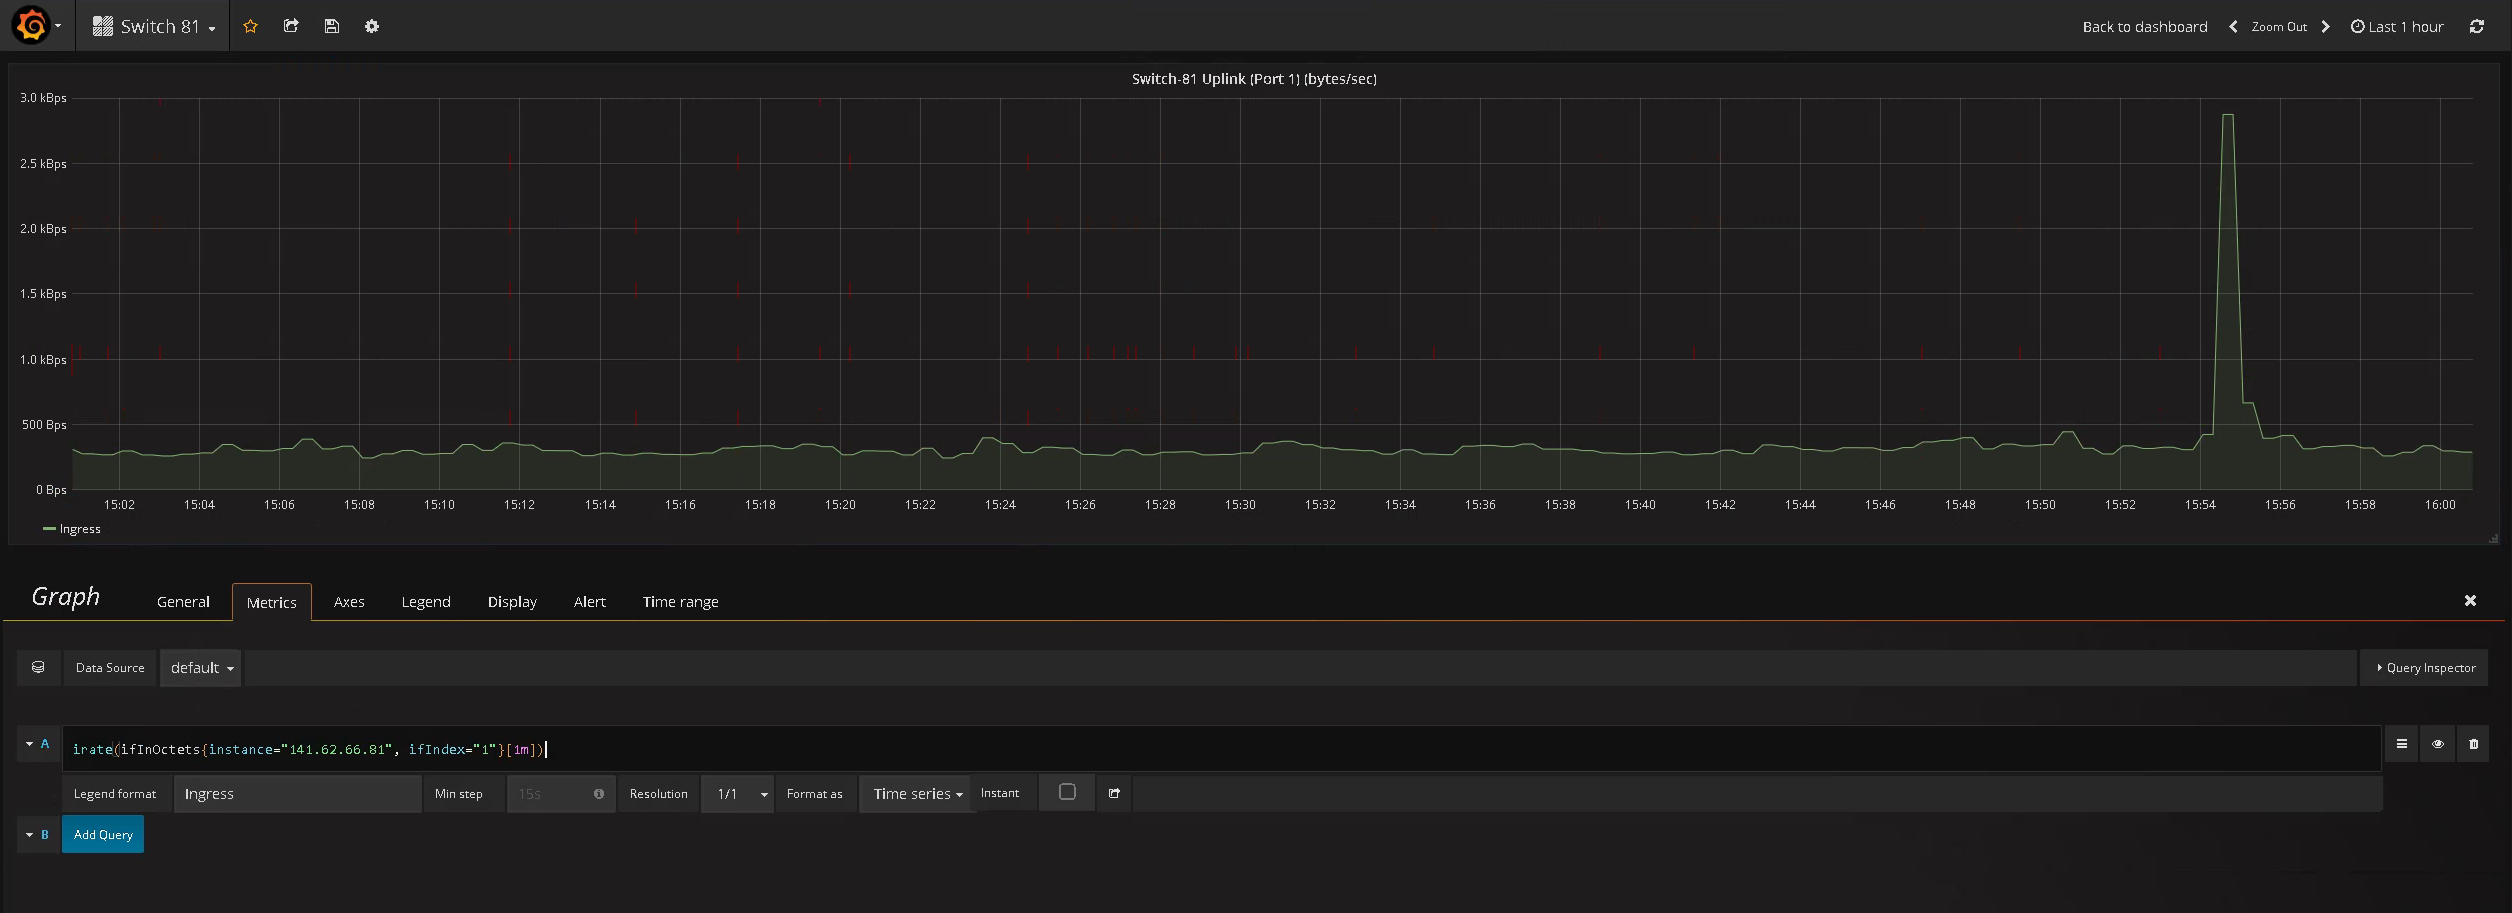 Switch 81
Back to dashboard Zoom Out Last 1 hour
Switch-81 Uplink (Port 1) (bytes/sec)
3.0 kBps
2.5 kBps
2.0 kBps
1.5 kBps
1.0 kBps
500 Bps
0 Bps
15:02 15:04 15:06 15:08 15:10 15:12 15:14 15:16 15:18 15:20 15:22 15:24 15:26 15:28 15:30 15:32 15:34 15:36 15:38 15:40 15:42 15:44 15:46 15:48 15:50 15:52 15:54 15:56 15:58 16:00
Ingress
Graph General Metrics Axes Legend Display Alert Time range
Data Source default Query Inspector
A irate(ifInOctets{instance="141.62.66.81", ifIndex="1"}[1m])
Legend format Ingress Min step 15s Resolution 1/1 Format as Time series Instant
B Add Query